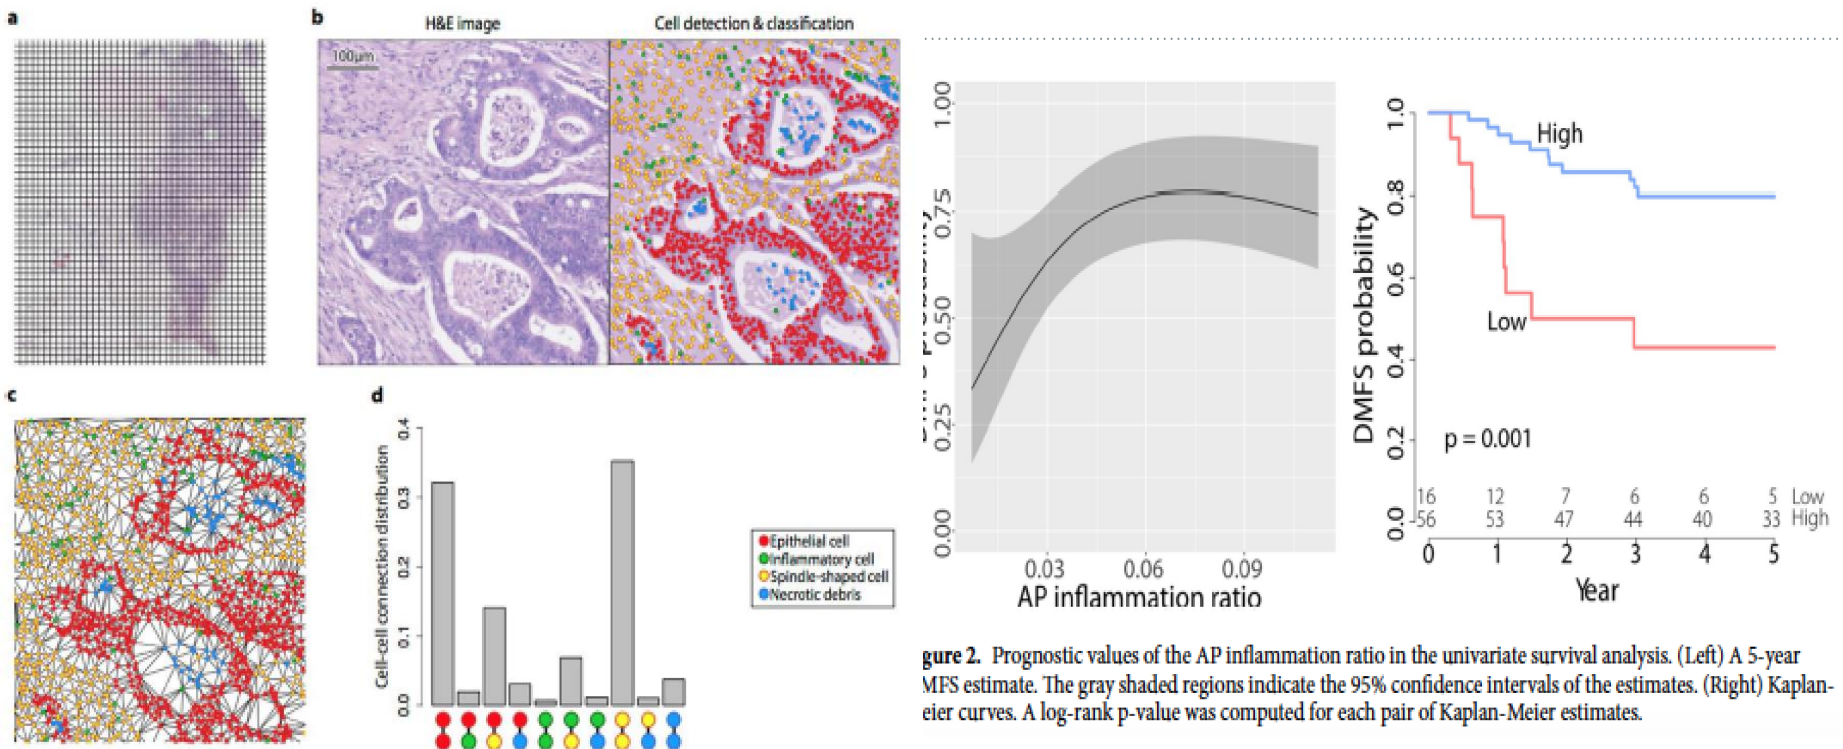 a
b
H&E image
Cell detection & classification
100μm
c
d
Cell-cell connection distribution
0.4
0.3
0.2
0.1
0.0
Epithelial cell
Inflammatory cell
Spindle-shaped cell
Necrotic debris
1.00
0.75
0.50
0.25
0.00
0.03 0.06 0.09
AP inflammation ratio
DMFS probability
1.0
0.8
0.6
0.4
0.2
0.0
High
Low
p = 0.001
16 12 7 6 6 5 Low
56 53 47 44 40 33 High
0 1 2 3 4 5
Year
gure 2. Prognostic values of the AP inflammation ratio in the univariate survival analysis. (Left) A 5-year
MFS estimate. The gray shaded regions indicate the 95% confidence intervals of the estimates. (Right) Kaplan-
eier curves. A log-rank p-value was computed for each pair of Kaplan-Meier estimates.